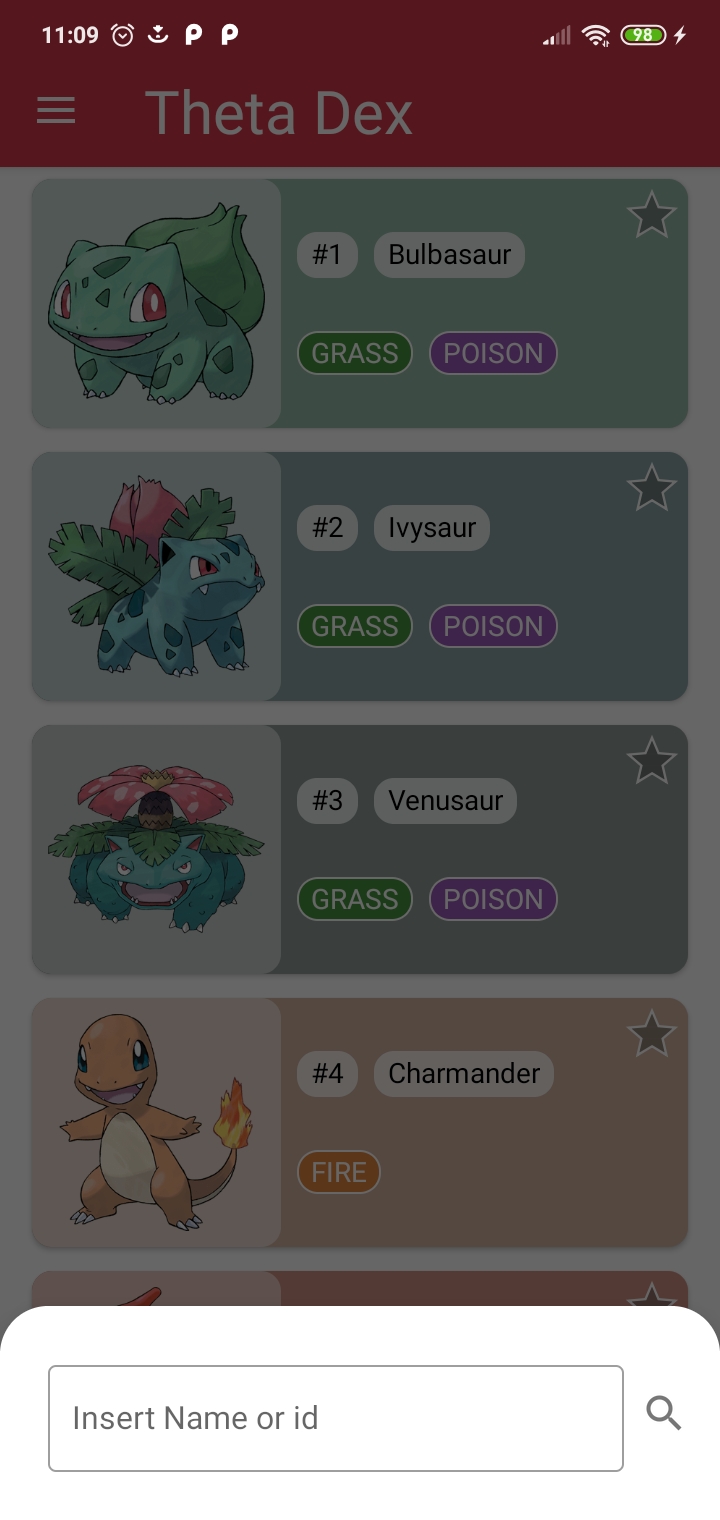 11:09 P P 98
Theta Dex
#1 Bulbasaur
GRASS POISON
#2 Ivysaur
GRASS POISON
#3 Venusaur
GRASS POISON
#4 Charmander
FIRE
Insert Name or id